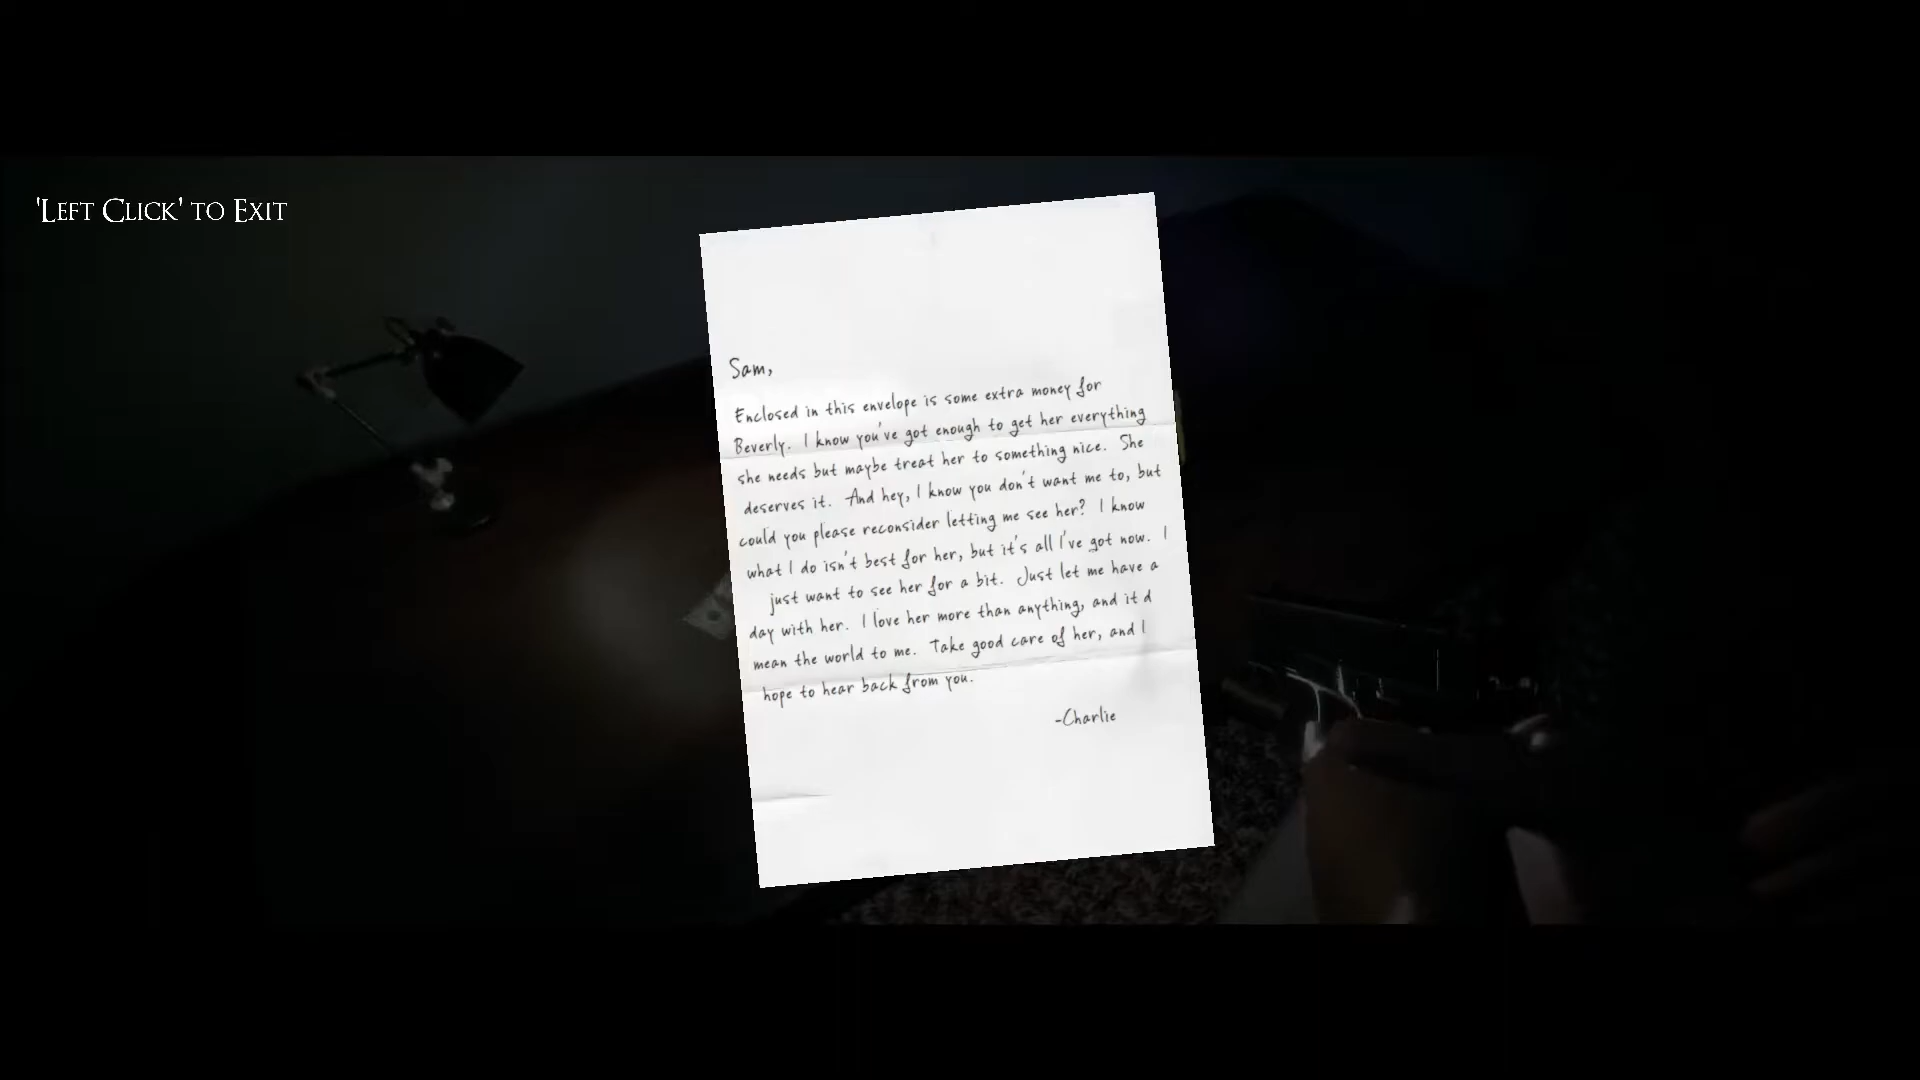 'Left Click' to Exit
Sam,
Enclosed in this envelope is some extra money for
Beverly. I know you've got enough to get her everything
she needs but maybe treat her to something nice. She
deserves it. And hey, I know you don't want me to, but
could you please reconsider letting me see her? I know
what I do isn't best for her, but it's all I've got now. I
just want to see her for a bit. Just let me have a
day with her. I love her more than anything, and it d
mean the world to me. Take good care of her, and I
hope to hear back from you.
-Charlie